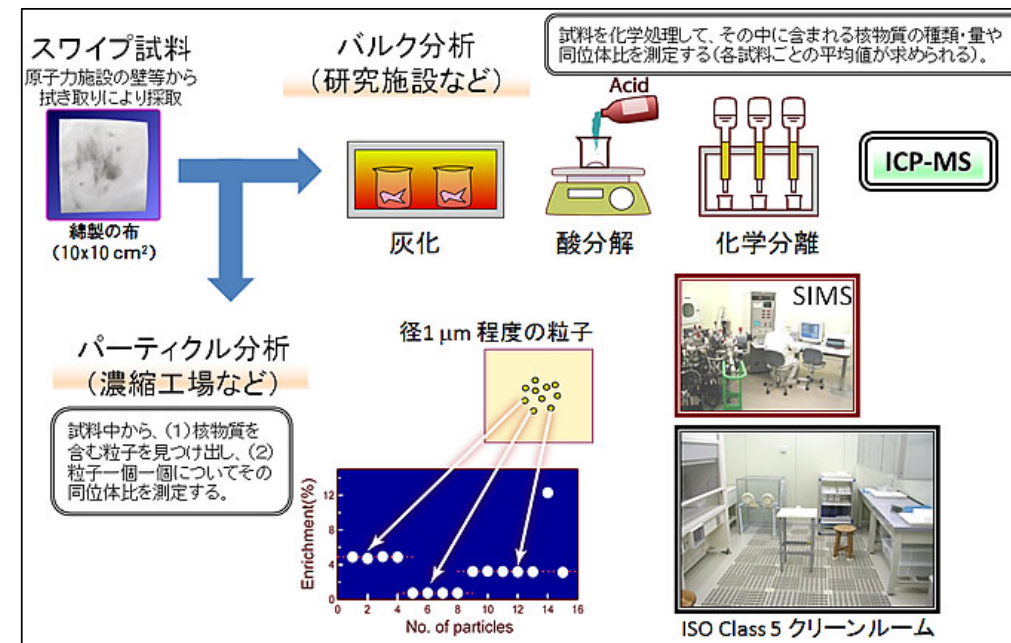 スワイプ試料
原子力施設の壁等から
拭き取りにより採取
綿製の布
(10x10 cm²)
バルク分析
(研究施設など)
試料を化学処理して、その中に含まれる核物質の種類・量や
同位体比を測定する(各試料ごとの平均値が求められる)。
Acid
ICP-MS
灰化
酸分解
化学分離
パーティクル分析
(濃縮工場など)
試料中から、(1)核物質を
含む粒子を見つけ出し、(2)
粒子一個一個についてその
同位体比を測定する。
径1 μm 程度の粒子
Enrichment(%)
12
8
4
0
0 2 4 6 8 10 12 14 16
No. of particles
SIMS
ISO Class 5 クリーンルーム